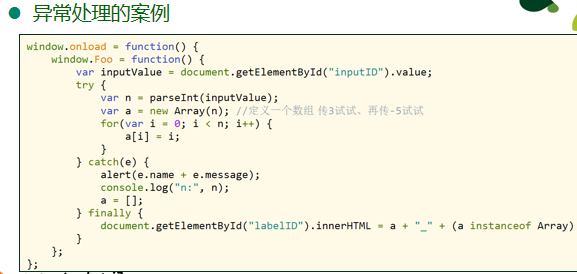 异常处理的案例
window.onload = function() {
    window.Foo = function() {
        var inputValue = document.getElementById("inputID").value;
        try {
            var n = parseInt(inputValue);
            var a = new Array(n); //定义一个数组 传3试试、再传-5试试
            for(var i = 0; i < n; i++) {
                a[i] = i;
            }
        } catch(e) {
            alert(e.name + e.message);
            console.log("n:", n);
            a = [];
        } finally {
            document.getElementById("labelID").innerHTML = a + "_" + (a instanceof Array)
        }
    };
};